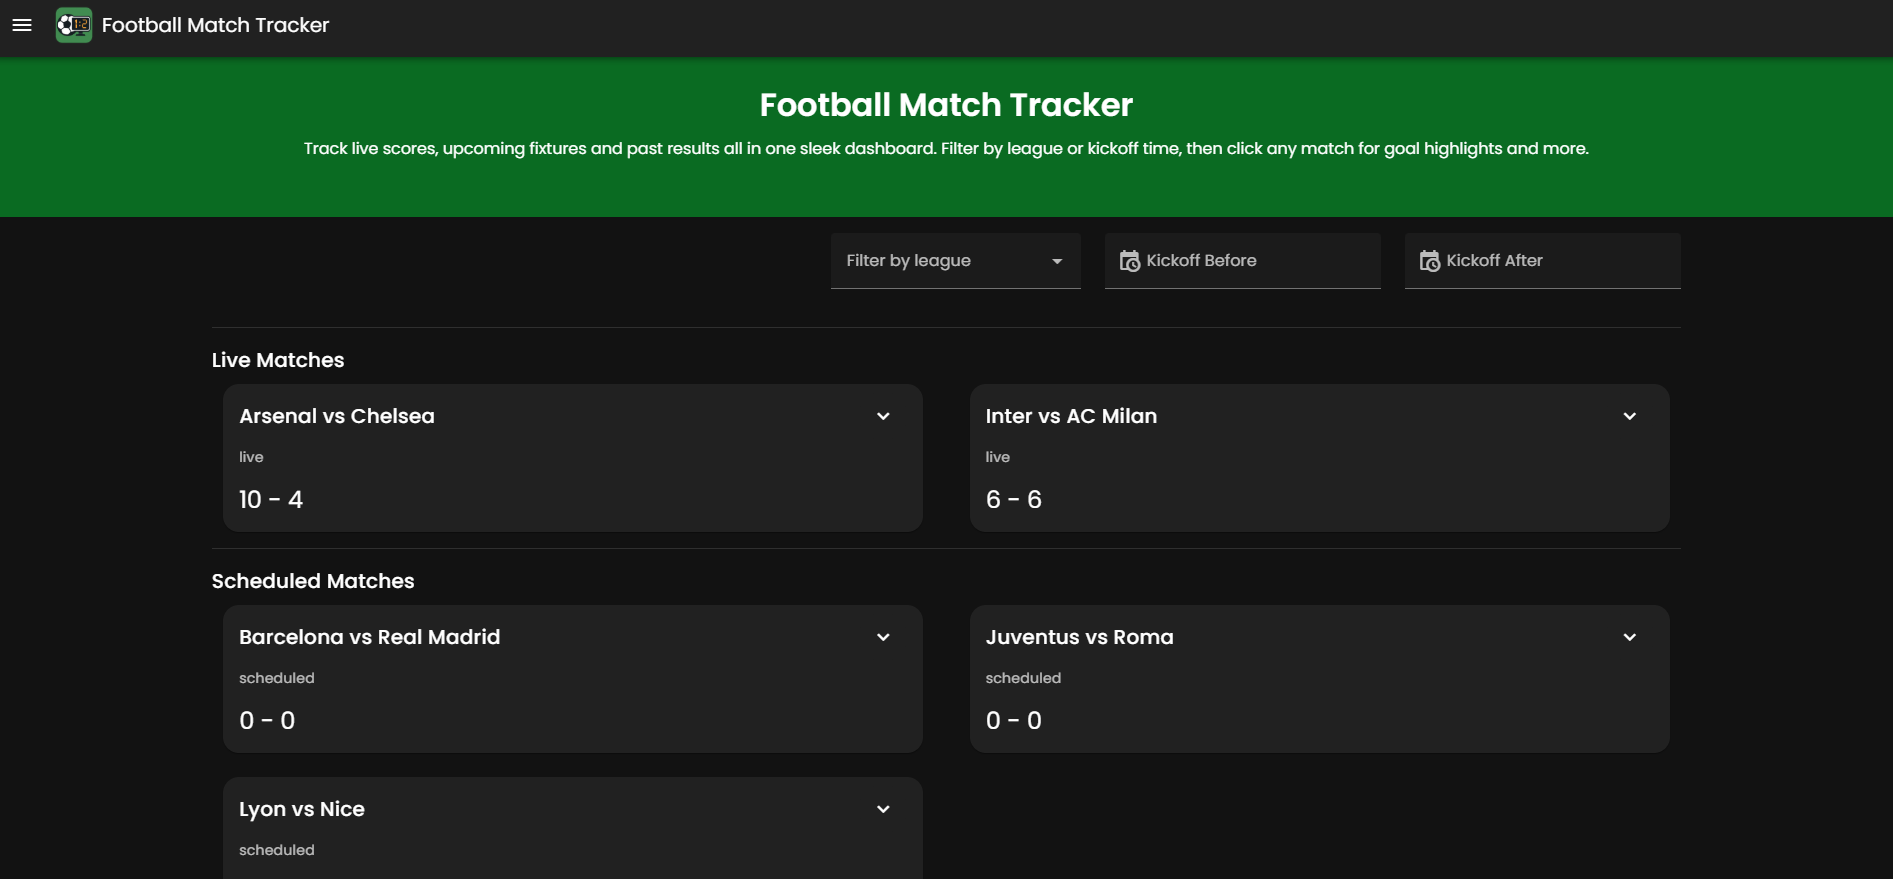 1:2
Football Match Tracker
Football Match Tracker
Track live scores, upcoming fixtures and past results all in one sleek dashboard. Filter by league or kickoff time, then click any match for goal highlights and more.
Filter by league
Kickoff Before
Kickoff After
Live Matches
Arsenal vs Chelsea
live
10 - 4
Inter vs AC Milan
live
6 - 6
Scheduled Matches
Barcelona vs Real Madrid
scheduled
0 - 0
Juventus vs Roma
scheduled
0 - 0
Lyon vs Nice
scheduled